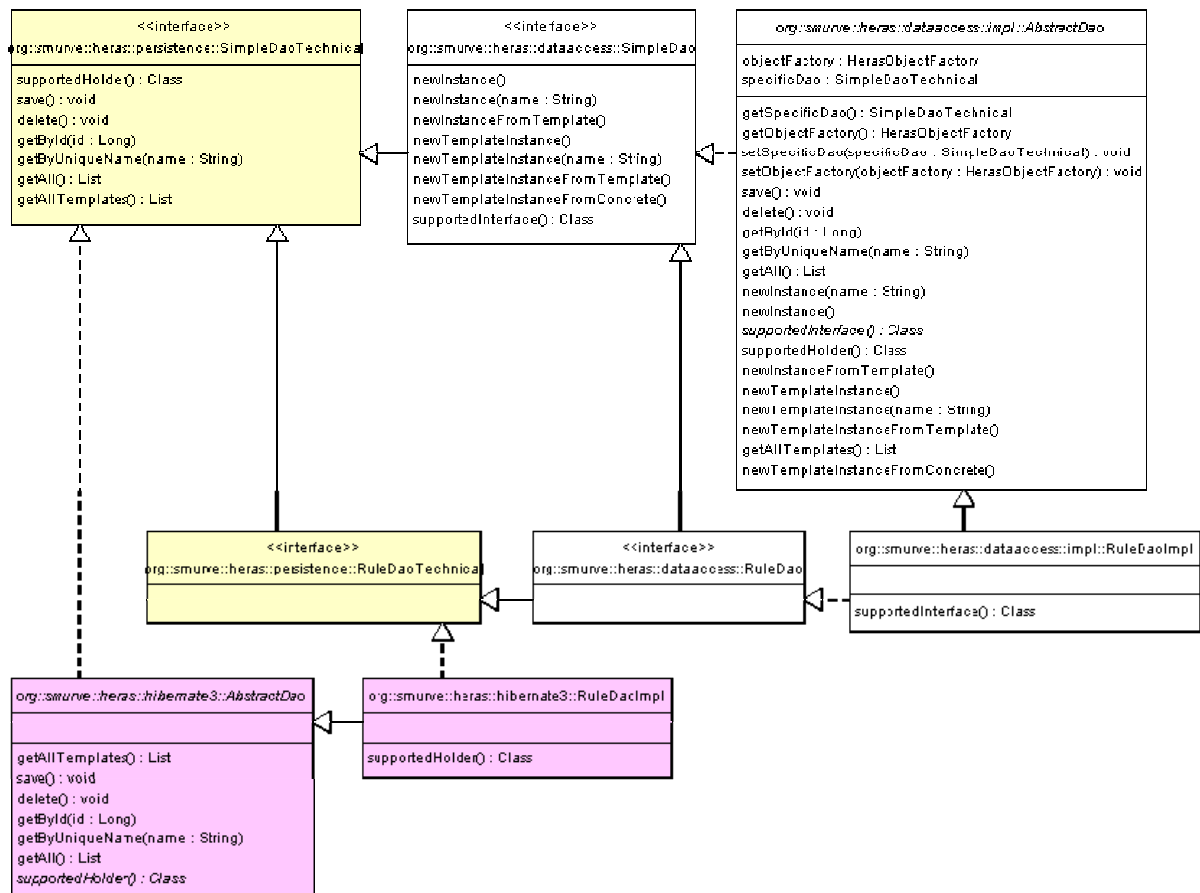 <<interface>>
org::smurve::heras::persistence::SimpleDaoTechnical
supportedHolder() : Class
save() : void
delete() : void
getById(id : Long)
getByUniqueName(name : String)
getAll() : List
getAllTemplates() : List
<<interface>>
org::smurve::heras::dataaccess::SimpleDao
newInstance()
newInstance(name : String)
newInstanceFromTemplate()
newTemplateInstance()
newTemplateInstance(name : String)
newTemplateInstanceFromTemplate()
newTemplateInstanceFromConcrete()
supportedInterface() : Class
org::smurve::heras::dataaccess::impl::AbstractDao
objectFactory : HerasObjectFactory
specificDao : SimpleDaoTechnical
getSpecificDao() : SimpleDaoTechnical
getObjectFactory() : HerasObjectFactory
setSpecificDao(specificDao : SimpleDaoTechnical) : void
setObjectFactory(objectFactory : HerasObjectFactory) : void
save() : void
delete() : void
getById(id : Long)
getByUniqueName(name : String)
getAll() : List
newInstance(name : String)
newInstance()
supportedInterface() : Class
supportedHolder() : Class
newInstanceFromTemplate()
newTemplateInstance()
newTemplateInstance(name : String)
newTemplateInstanceFromTemplate()
getAllTemplates() : List
newTemplateInstanceFromConcrete()
<<interface>>
org::smurve::heras::persistence::RuleDaoTechnical
<<interface>>
org::smurve::heras::dataaccess::RuleDao
org::smurve::heras::dataaccess::impl::RuleDaoImpl
supportedInterface() : Class
org::smurve::heras::hibernate3::AbstractDao
getAllTemplates() : List
save() : void
delete() : void
getById(id : Long)
getByUniqueName(name : String)
getAll() : List
supportedHolder() : Class
org::smurve::heras::hibernate3::RuleDaoImpl
supportedHolder() : Class